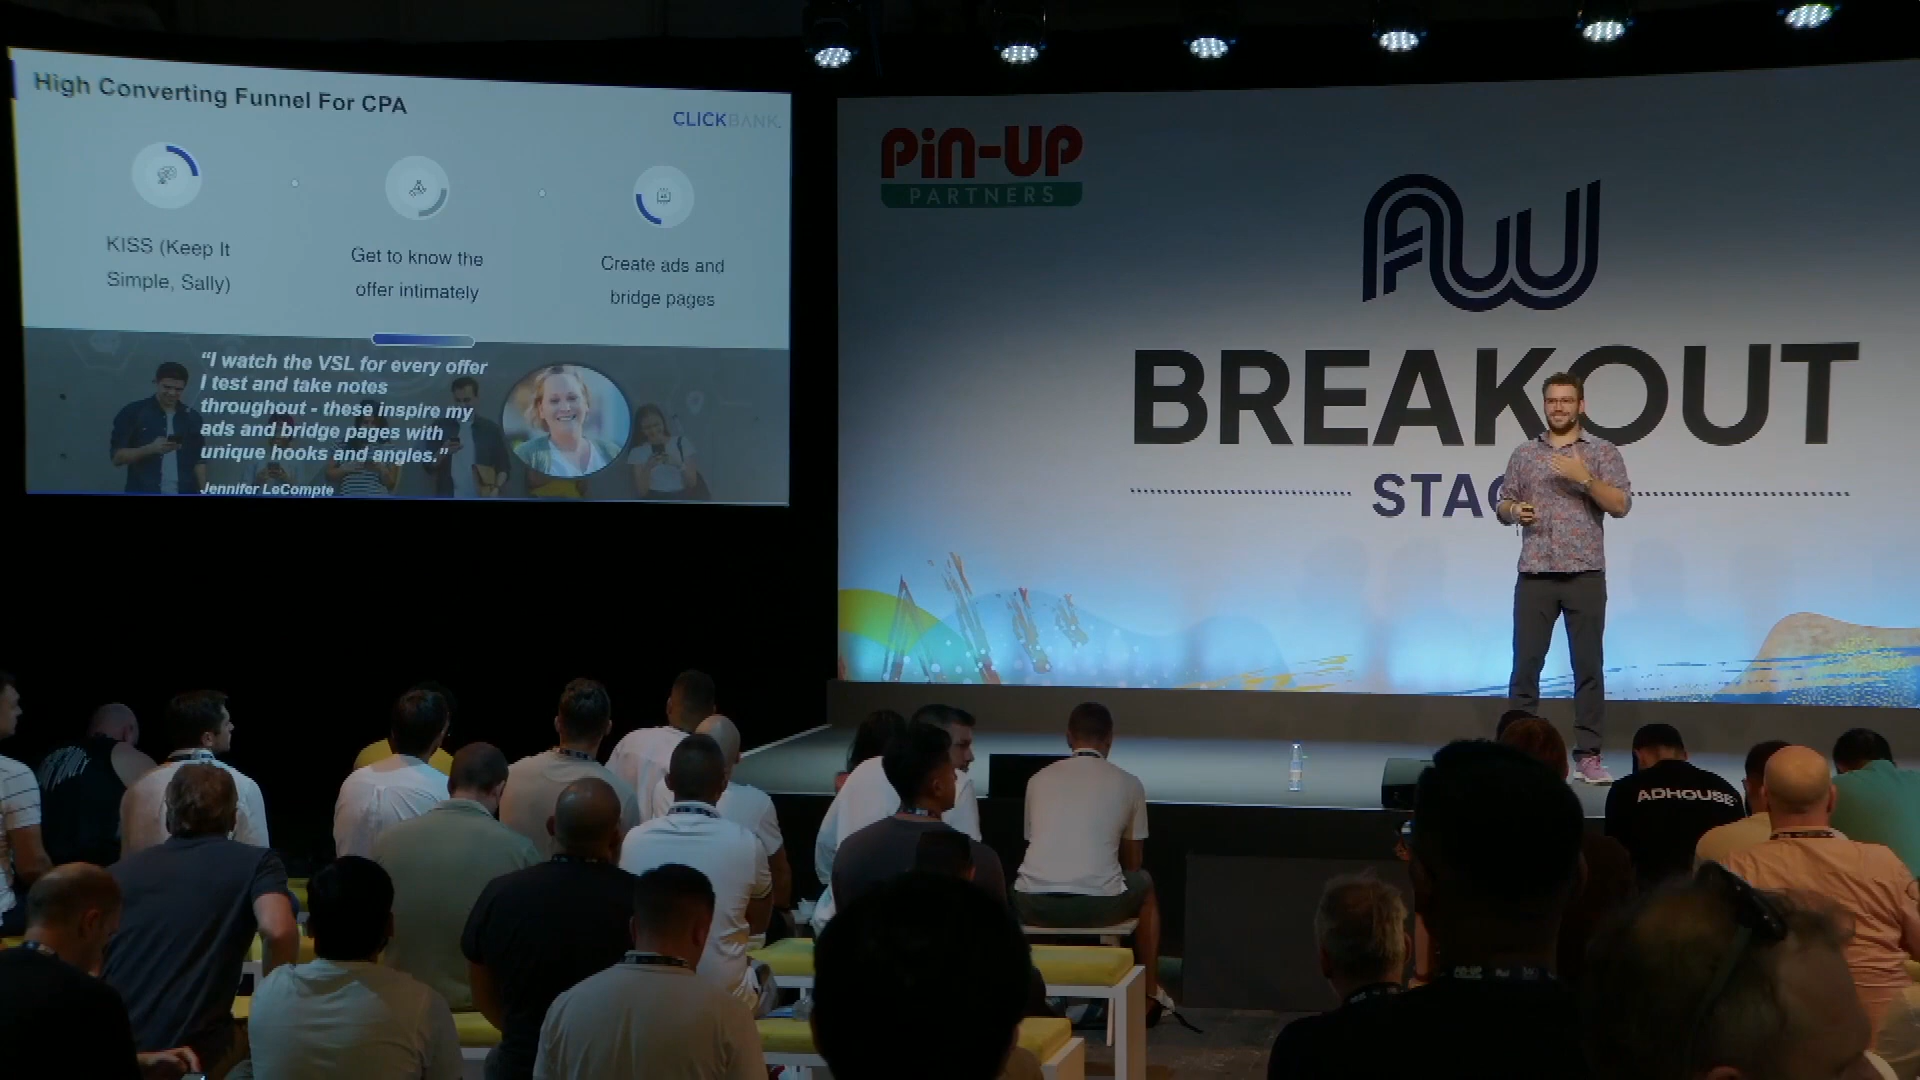 High Converting Funnel For CPA
CLICKBANK.
KISS (Keep It
Simple, Sally)
Get to know the
offer intimately
Create ads and
bridge pages
“I watch the VSL for every offer
I test and take notes
throughout - these inspire my
ads and bridge pages with
unique hooks and angles.”
Jennifer LeCompte
PiN-UP
PARTNERS
AW
BREAKOUT
STAG
ADHOUSE